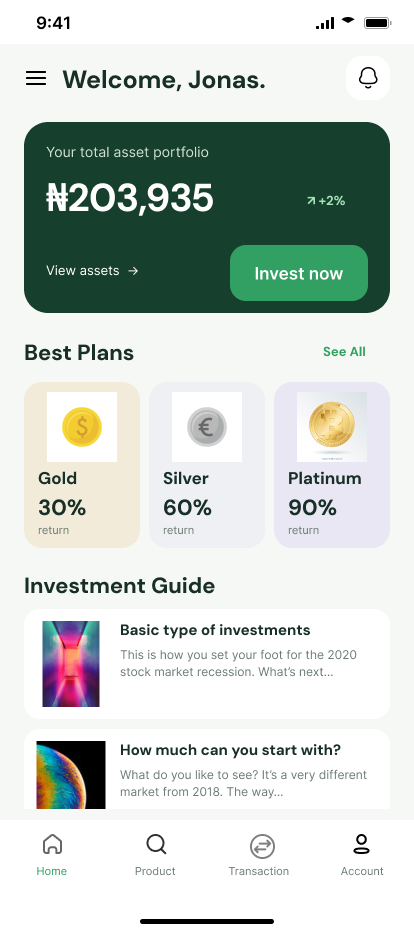 9:41
Welcome, Jonas.
Your total asset portfolio
₦203,935
+2%
View assets →
Invest now
Best Plans
See All
Gold
30%
return
Silver
60%
return
Platinum
90%
return
Investment Guide
Basic type of investments
This is how you set your foot for the 2020
stock market recession. What’s next...
How much can you start with?
What do you like to see? It’s a very different
market from 2018. The way...
Home
Product
Transaction
Account